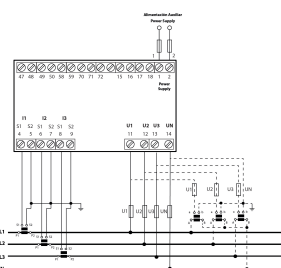 Alimentación Auxiliar
Power Supply
1 2
47 48 49 50 58 59 70 71 72 15 16 17 18 1 2
Power
Supply
I1 I2 I3 U1 U2 U3 UN
S1 S2 S1 S2 S1 S2
4 5 6 7 8 9 11 12 13 14
U1 U2 U3 UN
U1 U2 U3 UN
L1
L2
L3